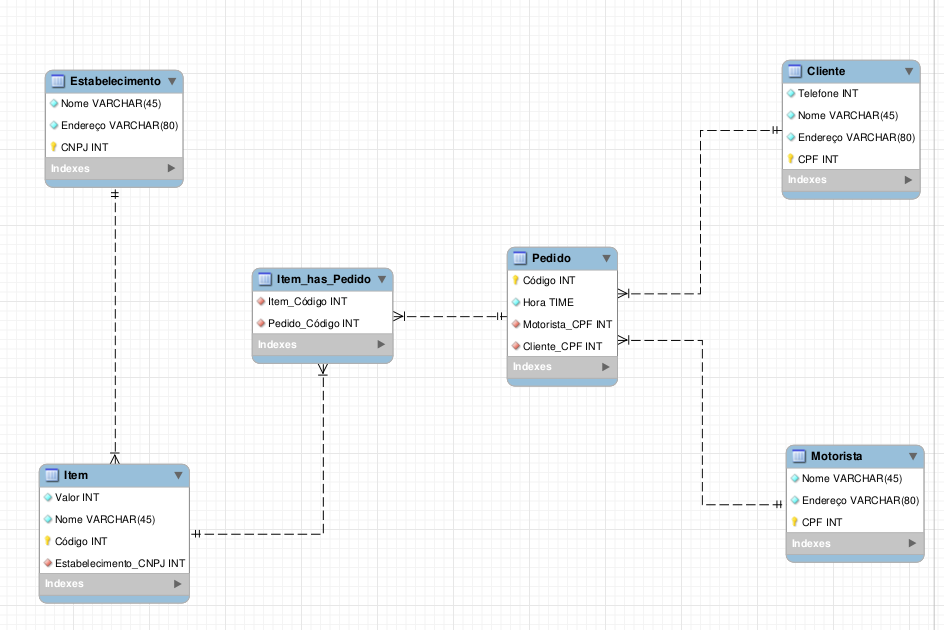 Estabelecimento
Nome VARCHAR(45)
Endereço VARCHAR(80)
CNPJ INT
Indexes
Cliente
Telefone INT
Nome VARCHAR(45)
Endereço VARCHAR(80)
CPF INT
Indexes
Item_has_Pedido
Item_Código INT
Pedido_Código INT
Indexes
Pedido
Código INT
Hora TIME
Motorista_CPF INT
Cliente_CPF INT
Indexes
Item
Valor INT
Nome VARCHAR(45)
Código INT
Estabelecimento_CNPJ INT
Indexes
Motorista
Nome VARCHAR(45)
Endereço VARCHAR(80)
CPF INT
Indexes